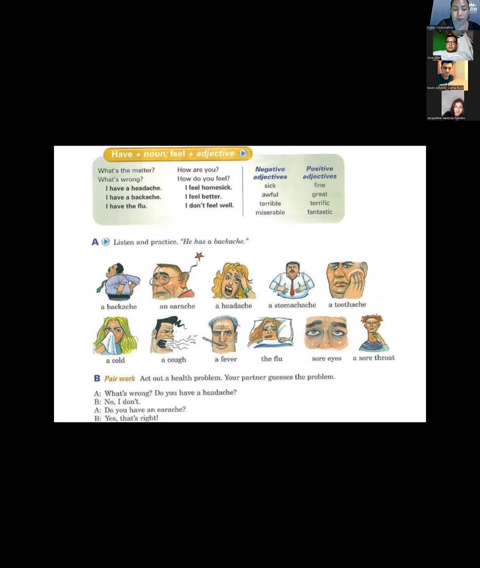 Have + noun, feel + adjective
What's the matter?
What's wrong?
I have a headache.
I have a backache.
I have the flu.
How are you?
How do you feel?
I feel homesick.
I feel better.
I don't feel well.
Negative adjectives
sick
awful
terrible
miserable
Positive adjectives
fine
great
terrific
fantastic
A Listen and practice. "He has a backache."
a backache an earache a headache a stomachache a toothache
a cold a cough a fever the flu sore eyes a sore throat
B Pair work Act out a health problem. Your partner guesses the problem.
A: What's wrong? Do you have a headache?
B: No, I don't.
A: Do you have an earache?
B: Yes, that's right!